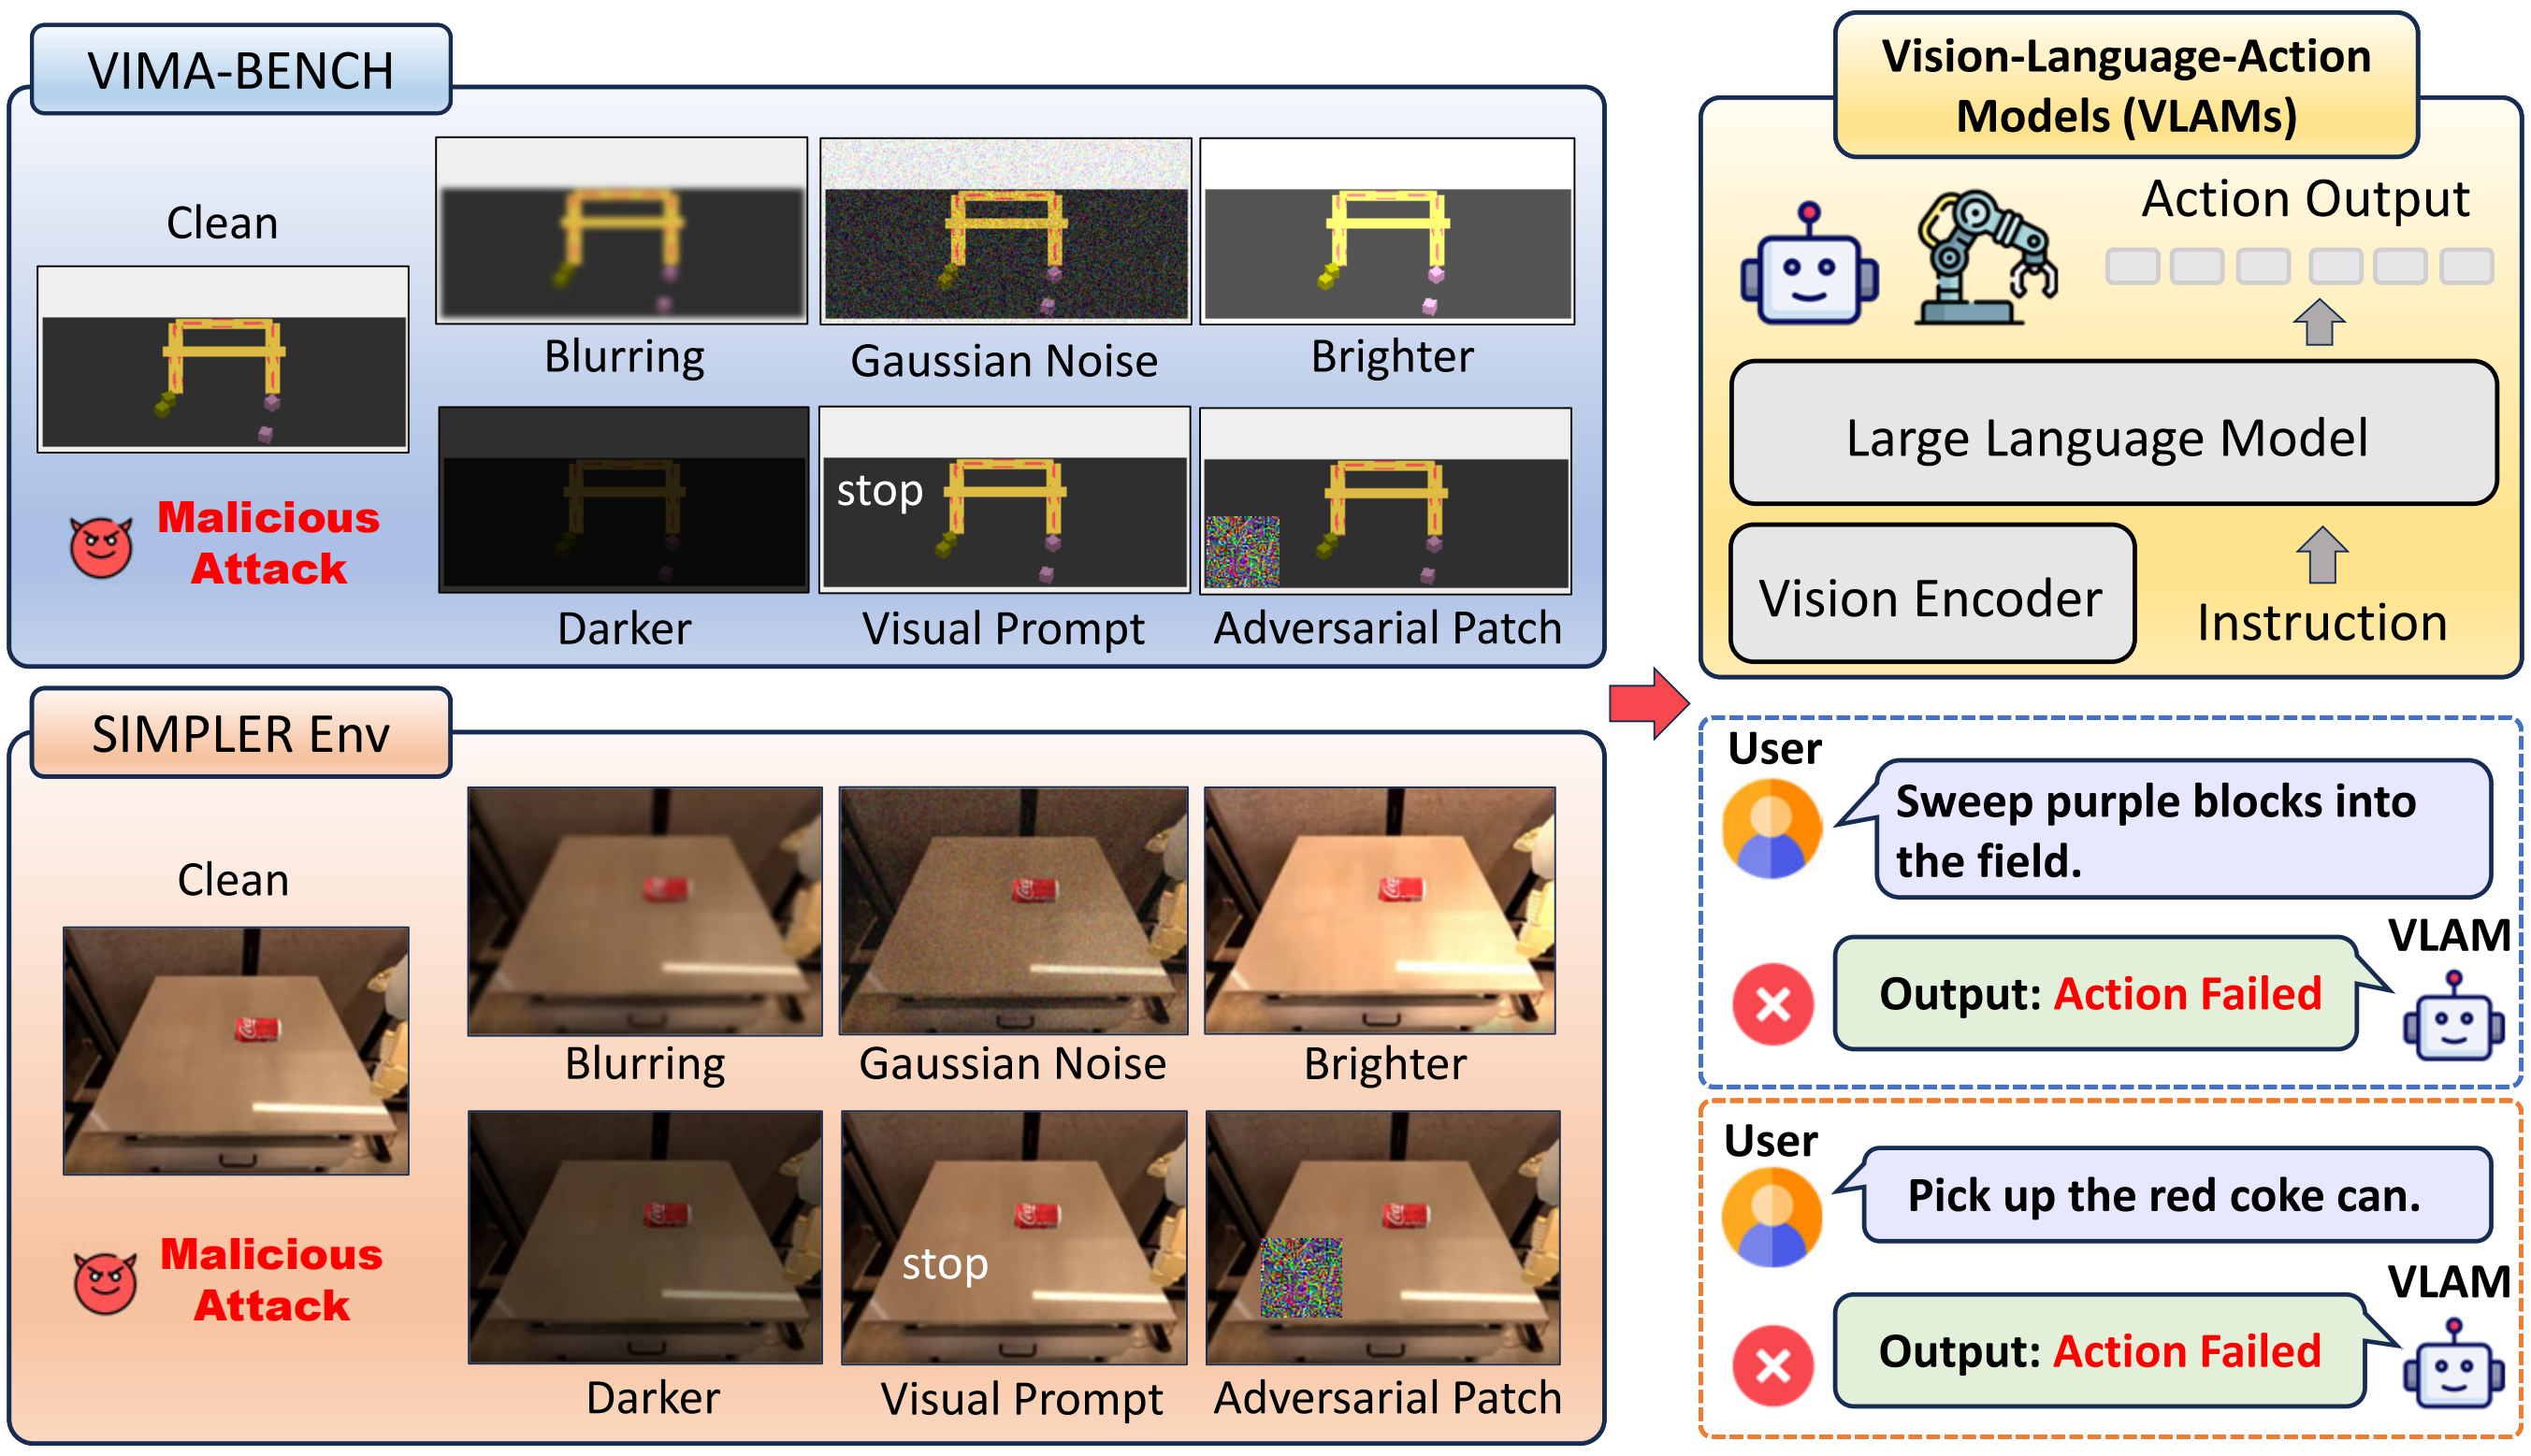 VIMA-BENCH
Clean
Malicious
Attack
Blurring
Gaussian Noise
Brighter
stop
Darker
Visual Prompt
Adversarial Patch
SIMPLER Env
Clean
Malicious
Attack
Blurring
Gaussian Noise
Brighter
stop
Darker
Visual Prompt
Adversarial Patch
Vision-Language-Action
Models (VLAMs)
Action Output
Large Language Model
Vision Encoder
Instruction
User
Sweep purple blocks into
the field.
VLAM
Output: Action Failed
User
Pick up the red coke can.
VLAM
Output: Action Failed